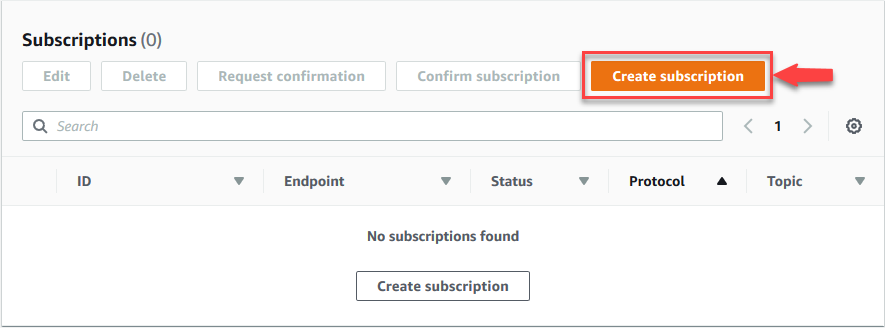 Subscriptions (0)
Edit Delete Request confirmation Confirm subscription Create subscription
Search 1
ID Endpoint Status Protocol Topic
No subscriptions found
Create subscription